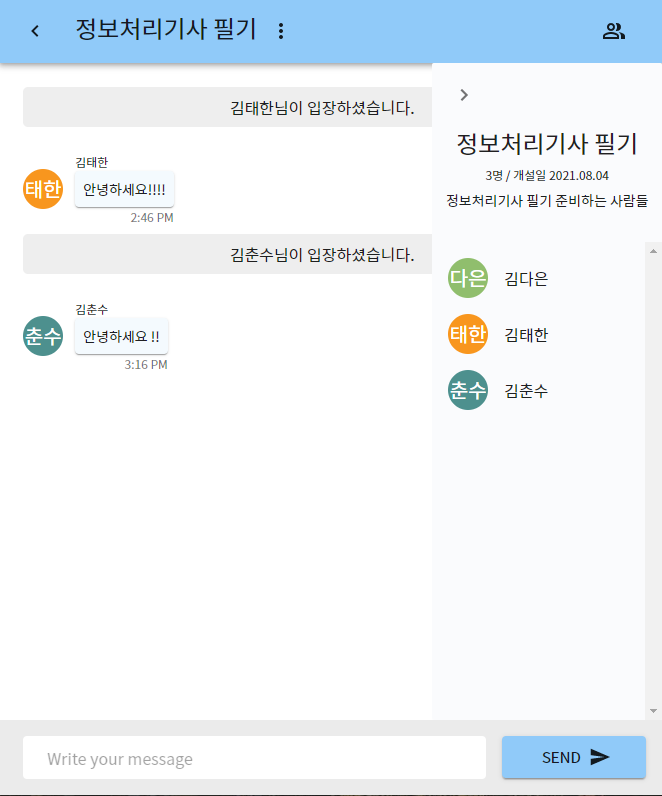 정보처리기사 필기
김태한님이 입장하셨습니다.
김태한
태한
안녕하세요!!!!
2:46 PM
김춘수님이 입장하셨습니다.
김춘수
춘수
안녕하세요 !!
3:16 PM
정보처리기사 필기
3명 / 개설일 2021.08.04
정보처리기사 필기 준비하는 사람들
다은 김다은
태한 김태한
춘수 김춘수
Write your message
SEND